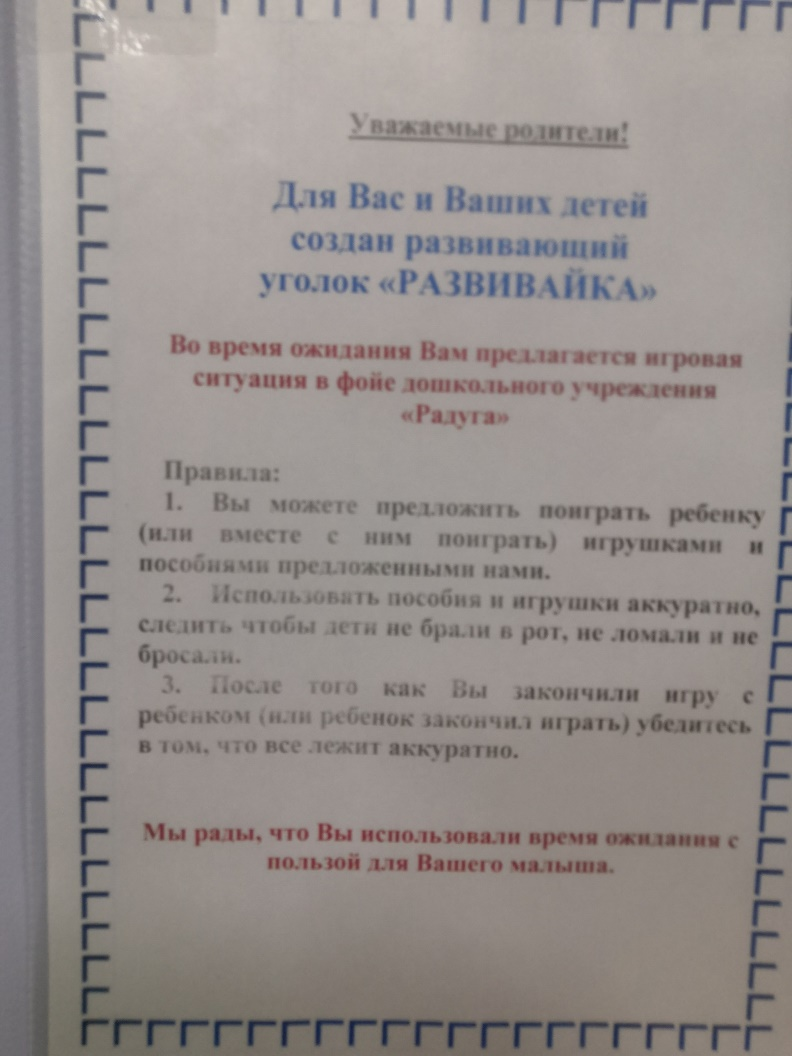 Уважаемые родители!
Для Вас и Ваших детей
создан развивающий
уголок «РАЗВИВАЙКА»
Во время ожидания Вам предлагается игровая
ситуация в фойе дошкольного учреждения
«Радуга»
Правила:
1. Вы можете предложить поиграть ребенку
(или вместе с ним поиграть) игрушками и
пособиями предложенными нами.
2. Использовать пособия и игрушки аккуратно,
следить чтобы дети не брали в рот, не ломали и не
бросали.
3. После того как Вы закончили игру с
ребенком (или ребенок закончил играть) убедитесь
в том, что все лежит аккуратно.
Мы рады, что Вы использовали время ожидания с
пользой для Вашего малыша.